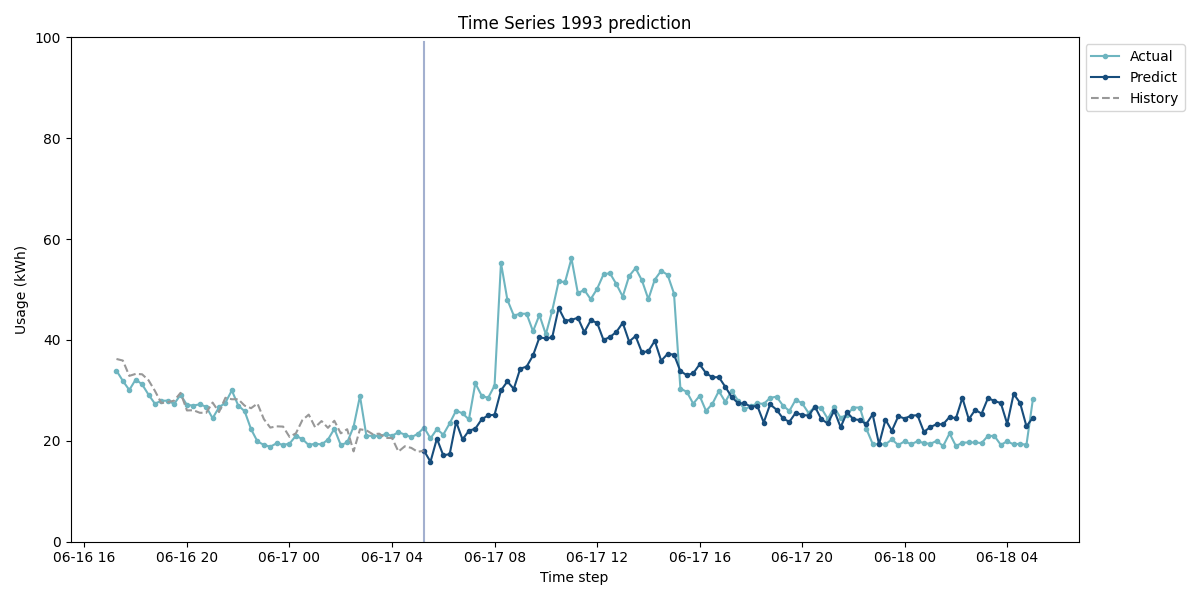 Time Series 1993 prediction
100
80
60
40
20
0
Usage (kWh)
06-16 16
06-16 20
06-17 00
06-17 04
06-17 08
06-17 12
06-17 16
06-17 20
06-18 00
06-18 04
Time step
Actual
Predict
History